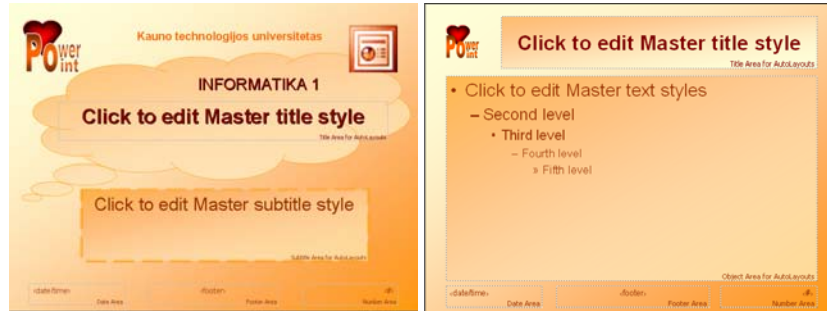 Power
Point
Kauno technologijos universitetas
INFORMATIKA 1
Click to edit Master title style
Title Area for AutoLayouts
Click to edit Master subtitle style
Subtitle Area for AutoLayouts
<date/time>
<footer>
<#>
Date Area
Footer Area
Number Area
Power
Point
Click to edit Master title style
Title Area for AutoLayouts
• Click to edit Master text styles
– Second level
• Third level
– Fourth level
» Fifth level
Object Area for AutoLayouts
<date/time>
<footer>
<#>
Date Area
Footer Area
Number Area